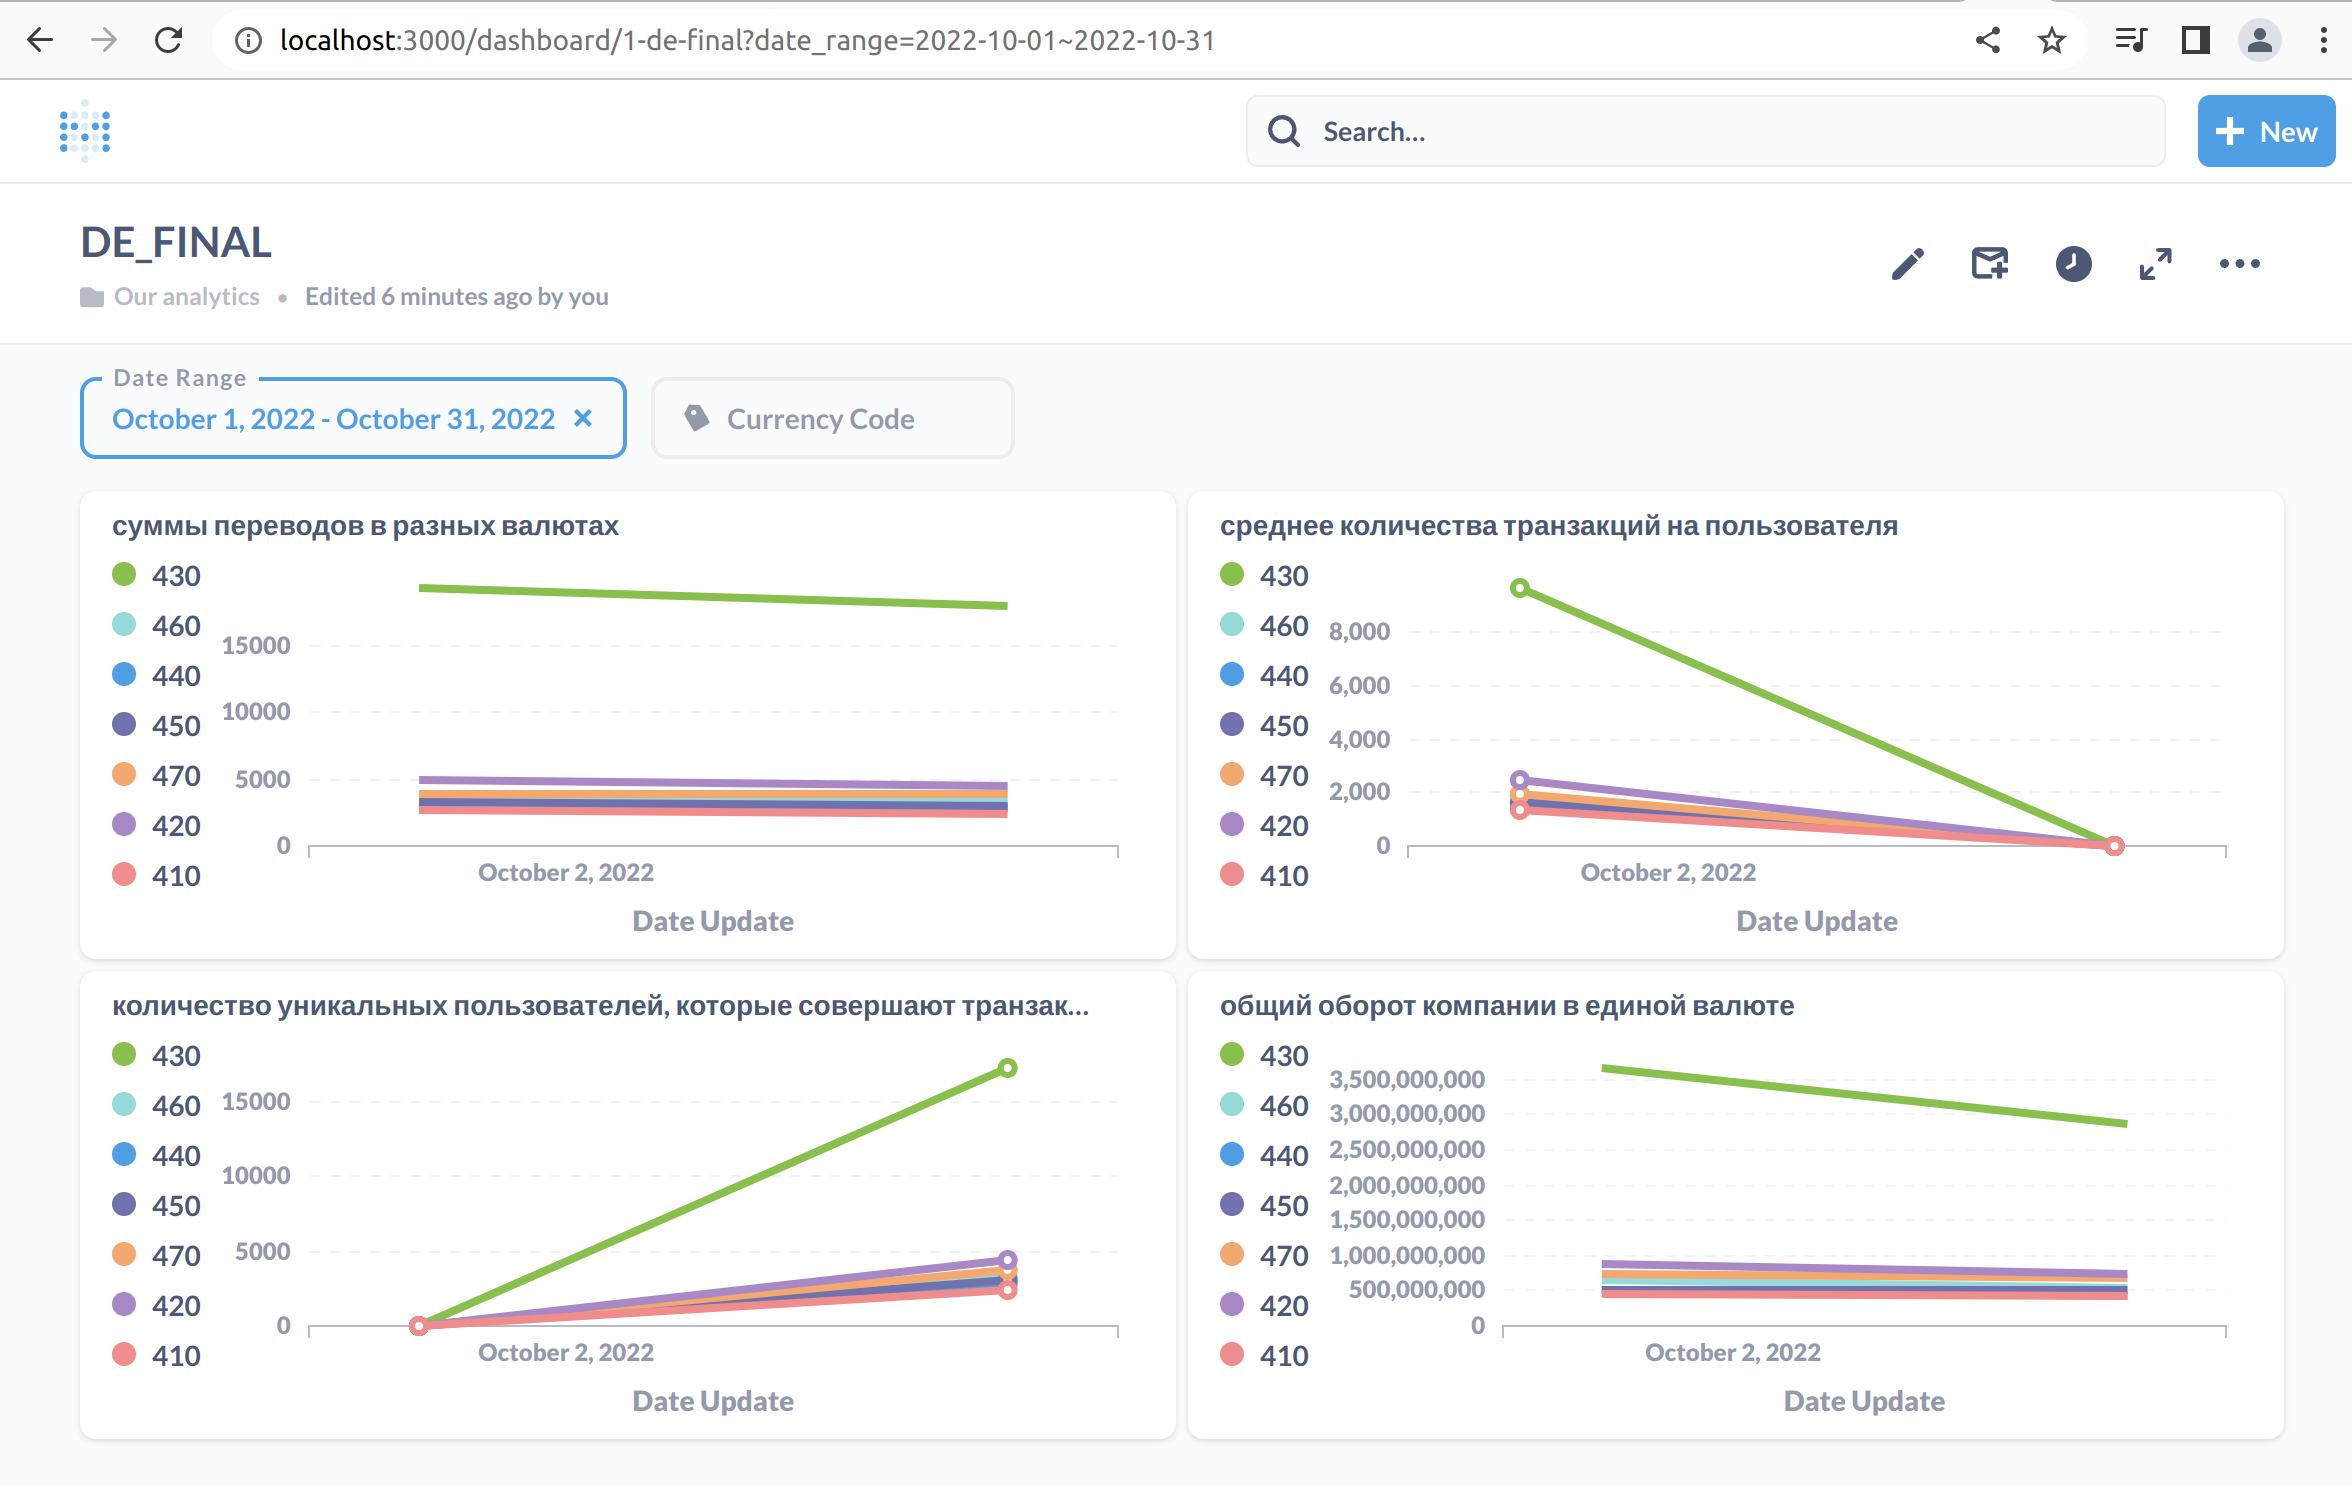 localhost:3000/dashboard/1-de-final?date_range=2022-10-01~2022-10-31
Search...
New
DE_FINAL
Our analytics • Edited 6 minutes ago by you
Date Range
October 1, 2022 - October 31, 2022
Currency Code
суммы переводов в разных валютах
430
460
440
450
470
420
410
15000
10000
5000
0
October 2, 2022
Date Update
среднее количества транзакций на пользователя
430
460
440
450
470
420
410
8,000
6,000
4,000
2,000
0
October 2, 2022
Date Update
количество уникальных пользователей, которые совершают транзак...
430
460
440
450
470
420
410
15000
10000
5000
0
October 2, 2022
Date Update
общий оборот компании в единой валюте
430
460
440
450
470
420
410
3,500,000,000
3,000,000,000
2,500,000,000
2,000,000,000
1,500,000,000
1,000,000,000
500,000,000
0
October 2, 2022
Date Update